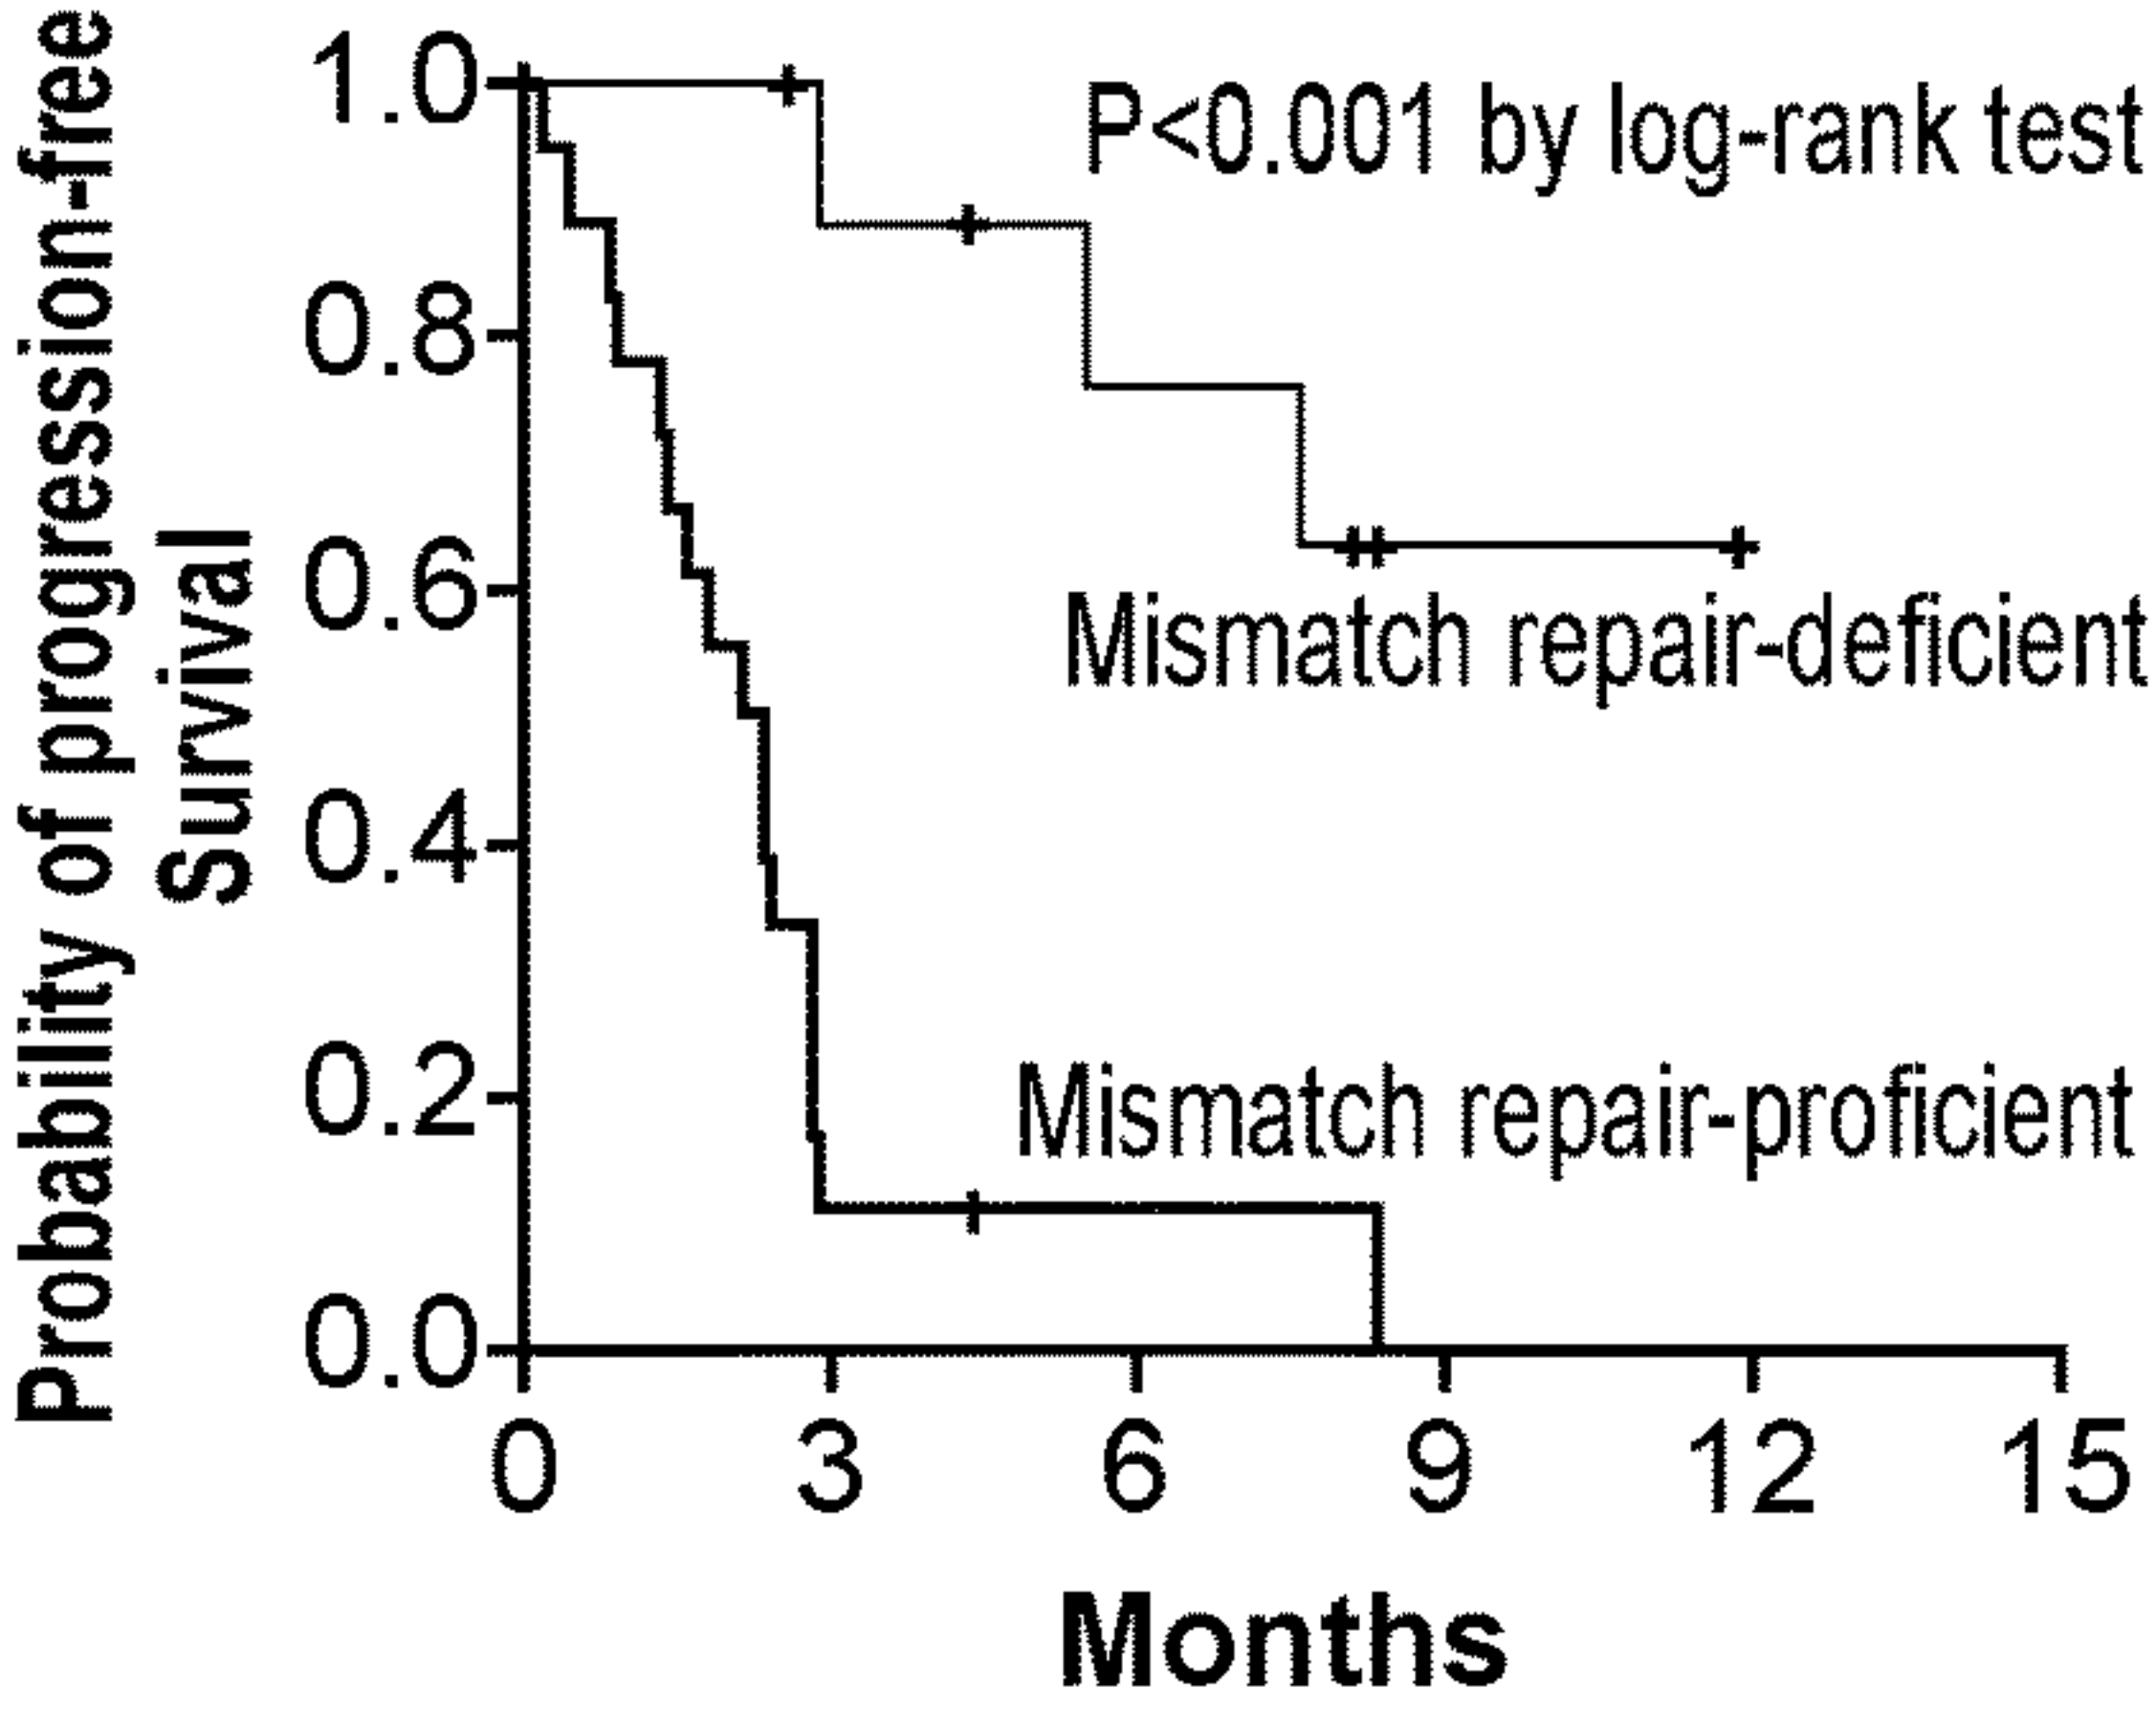 Probability of progression-free
Survival
1.0
0.8
0.6
0.4
0.2
0.0
P<0.001 by log-rank test
Mismatch repair-deficient
Mismatch repair-proficient
0 3 6 9 12 15
Months